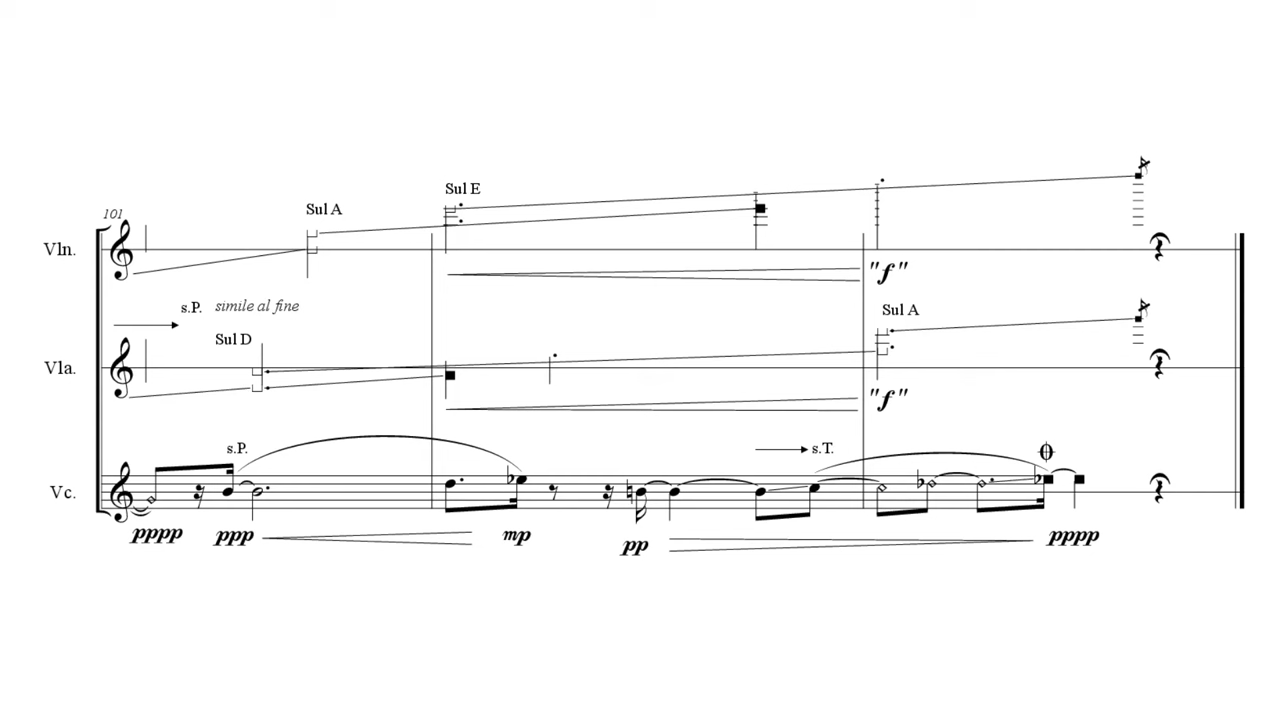 Sul E
Sul A
101
Vln.
"f"
s.P. simile al fine
Sul A
Sul D
Vla.
"f"
s.P. s.T.
Vc.
pppp ppp mp pp pppp